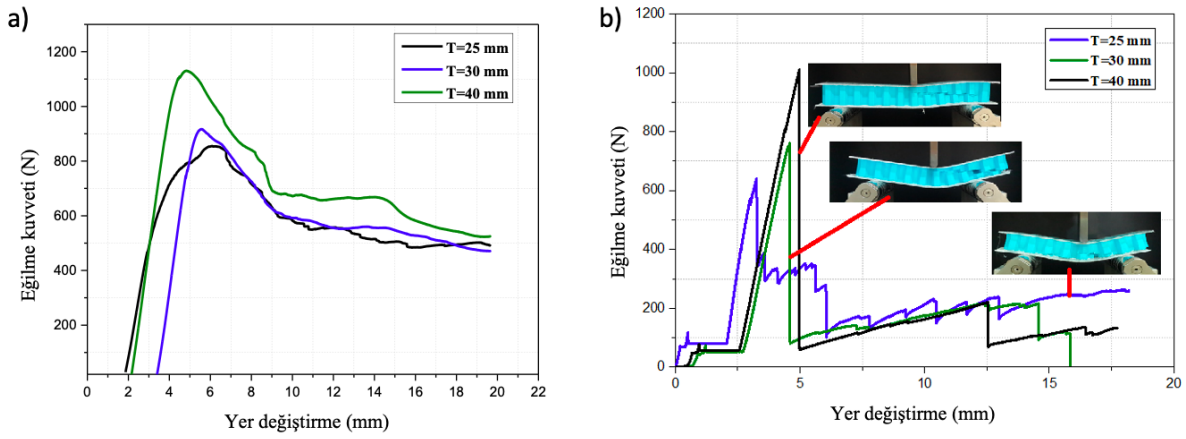 a)
T=25 mm
T=30 mm
T=40 mm
1200
1000
800
600
400
200
0
2
4
6
8
10
12
14
16
18
20
22
Eğilme kuvveti (N)
Yer değiştirme (mm)
b)
T=25 mm
T=30 mm
T=40 mm
1200
1000
800
600
400
200
0
0
5
10
15
20
Eğilme kuvveti (N)
Yer değiştirme (mm)